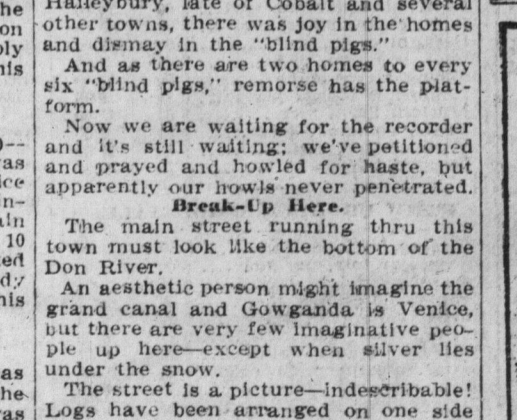 Haileybury, late of Cobalt and several
other towns, there was joy in the homes
and dismay in the "blind pigs."
And as there are two homes to every
six "blind pigs," remorse has the plat-
form.
Now we are waiting for the recorder
and it's still waiting; we've petitioned
and prayed and howled for haste, but
apparently our howls never penetrated.
Break-Up Here.
The main street running thru this
town must look like the bottom of the
Don River.
An aesthetic person might imagine the
grand canal and Gowganda is Venice,
but there are very few imaginative peo-
ple up here—except when silver lies
under the snow.
The street is a picture—indescribable!
Logs have been arranged on one side